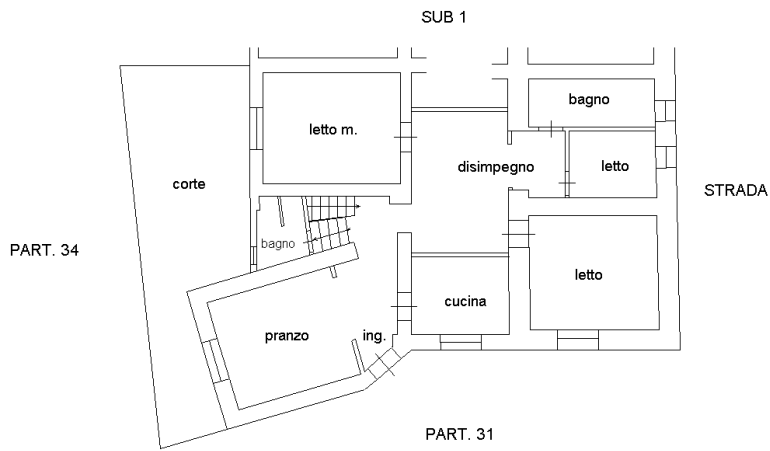 SUB 1
bagno
letto m.
disimpegno
letto
corte
STRADA
bagno
PART. 34
letto
cucina
pranzo
ing.
PART. 31